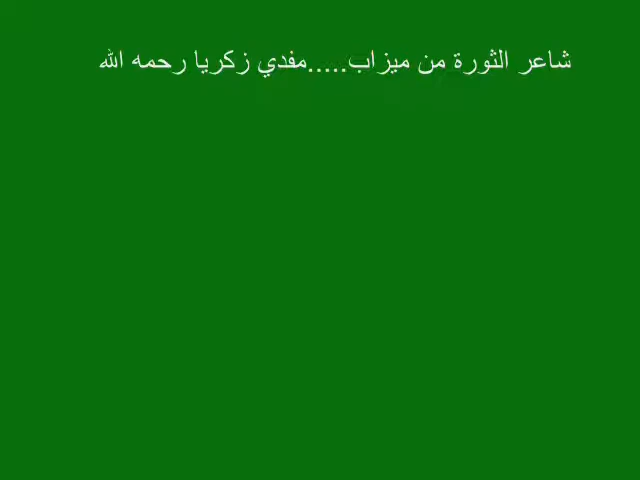 شاعر الثورة من ميزاب.....مفدي زكريا رحمه الله